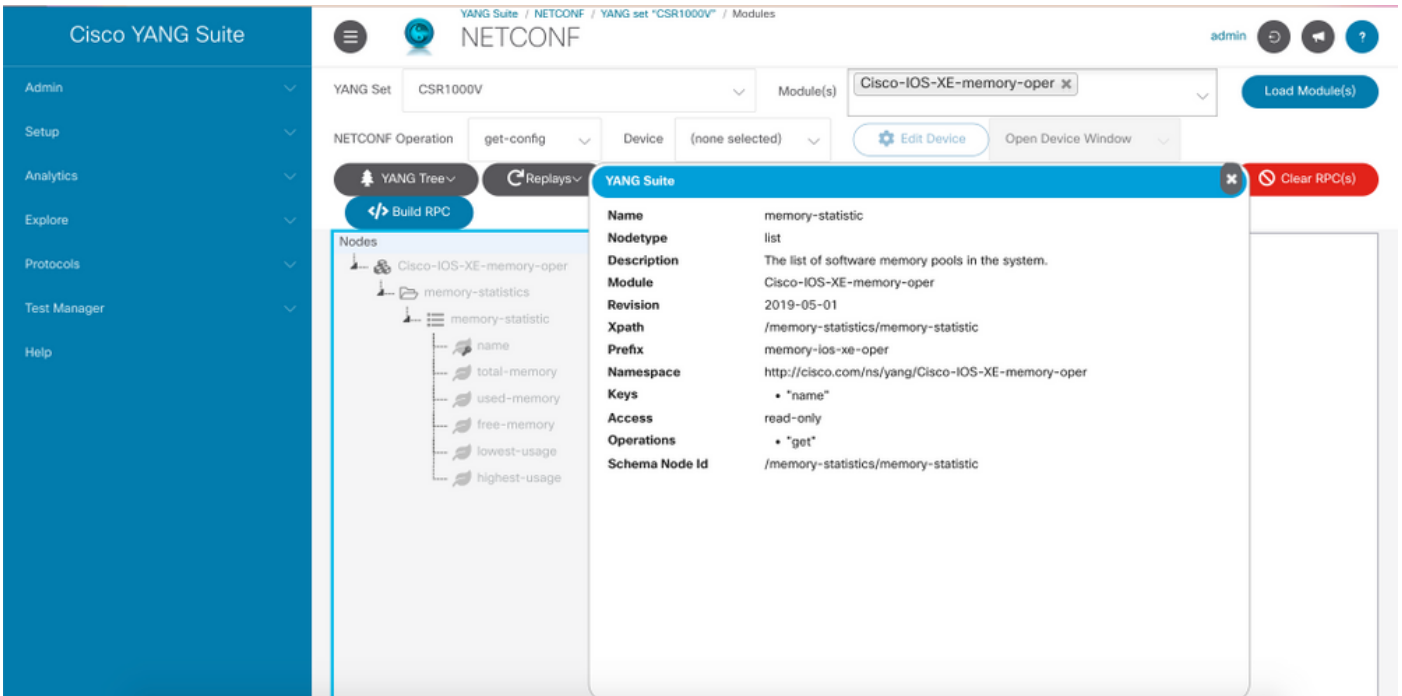 Cisco YANG Suite
YANG Suite / NETCONF / YANG set "CSR1000V" / Modules
NETCONF
admin
?
Admin
Setup
Analytics
Explore
Protocols
Test Manager
Help
YANG Set CSR1000V Module(s) Cisco-IOS-XE-memory-oper Load Module(s)
NETCONF Operation get-config Device (none selected) Edit Device Open Device Window
YANG Tree Replays Clear RPC(s)
</> Build RPC
Nodes
Cisco-IOS-XE-memory-oper
memory-statistics
memory-statistic
name
total-memory
used-memory
free-memory
lowest-usage
highest-usage
YANG Suite
Name memory-statistic
Nodetype list
Description The list of software memory pools in the system.
Module Cisco-IOS-XE-memory-oper
Revision 2019-05-01
Xpath /memory-statistics/memory-statistic
Prefix memory-ios-xe-oper
Namespace http://cisco.com/ns/yang/Cisco-IOS-XE-memory-oper
Keys • "name"
Access read-only
Operations • "get"
Schema Node Id /memory-statistics/memory-statistic